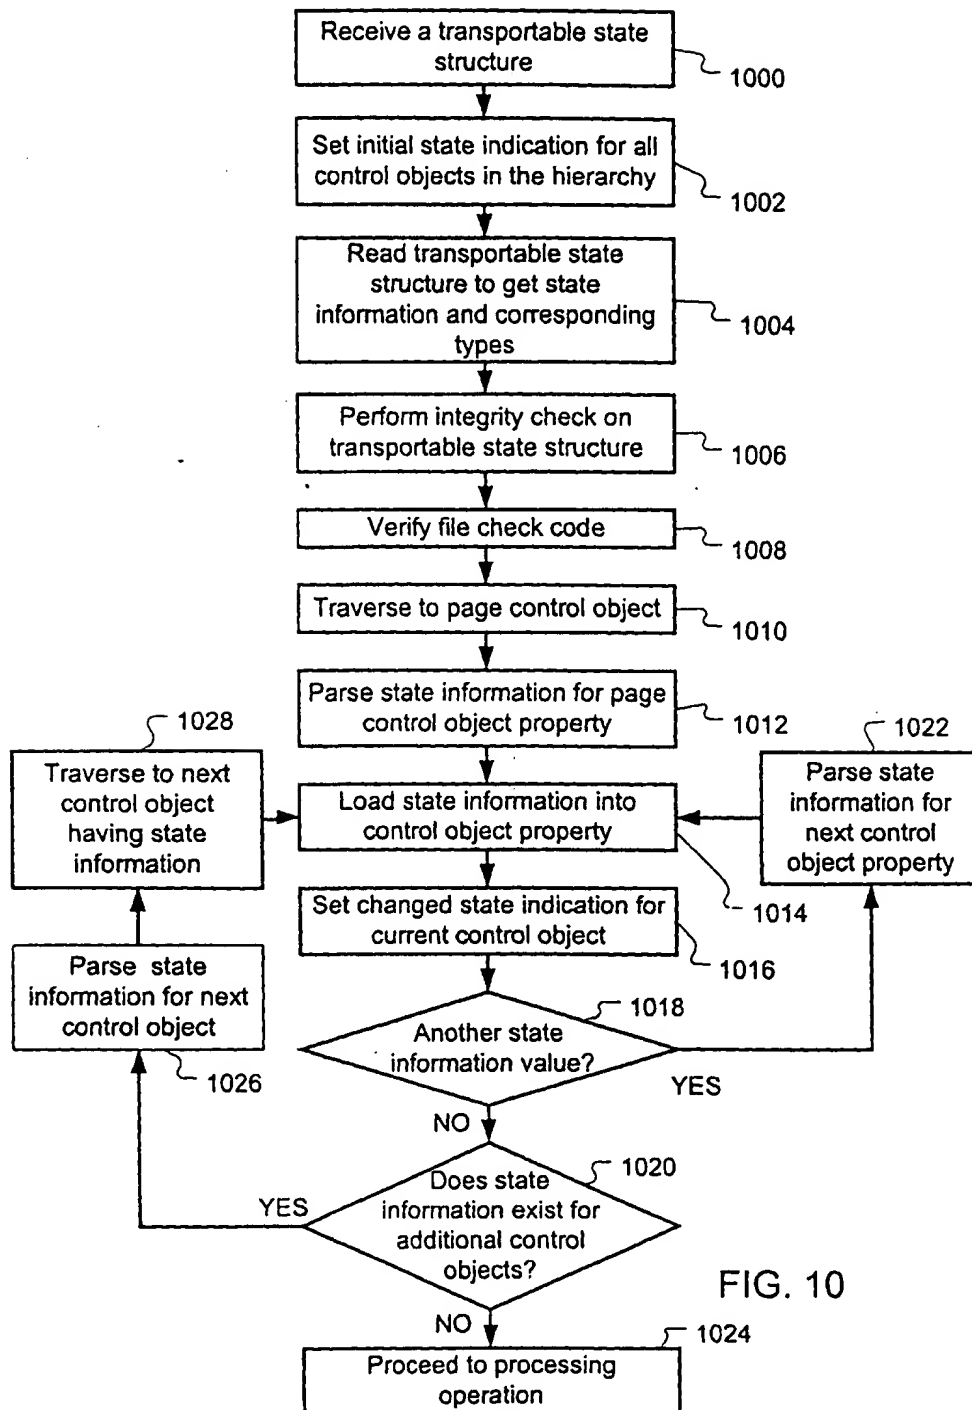 Receive a transportable state
structure
1000
Set initial state indication for all
control objects in the hierarchy
1002
Read transportable state
structure to get state
information and corresponding
types
1004
Perform integrity check on
transportable state structure
1006
Verify file check code
1008
Traverse to page control object
1010
Parse state information for page
control object property
1012
1028
Traverse to next
control object
having state
information
Load state information into
control object property
1014
1022
Parse state
information for
next control
object property
Set changed state indication for
current control object
1016
Parse state
information for next
control object
1026
1018
Another state
information value?
YES
NO
1020
Does state
information exist for
additional control
objects?
YES
NO
FIG. 10
1024
Proceed to processing
operation